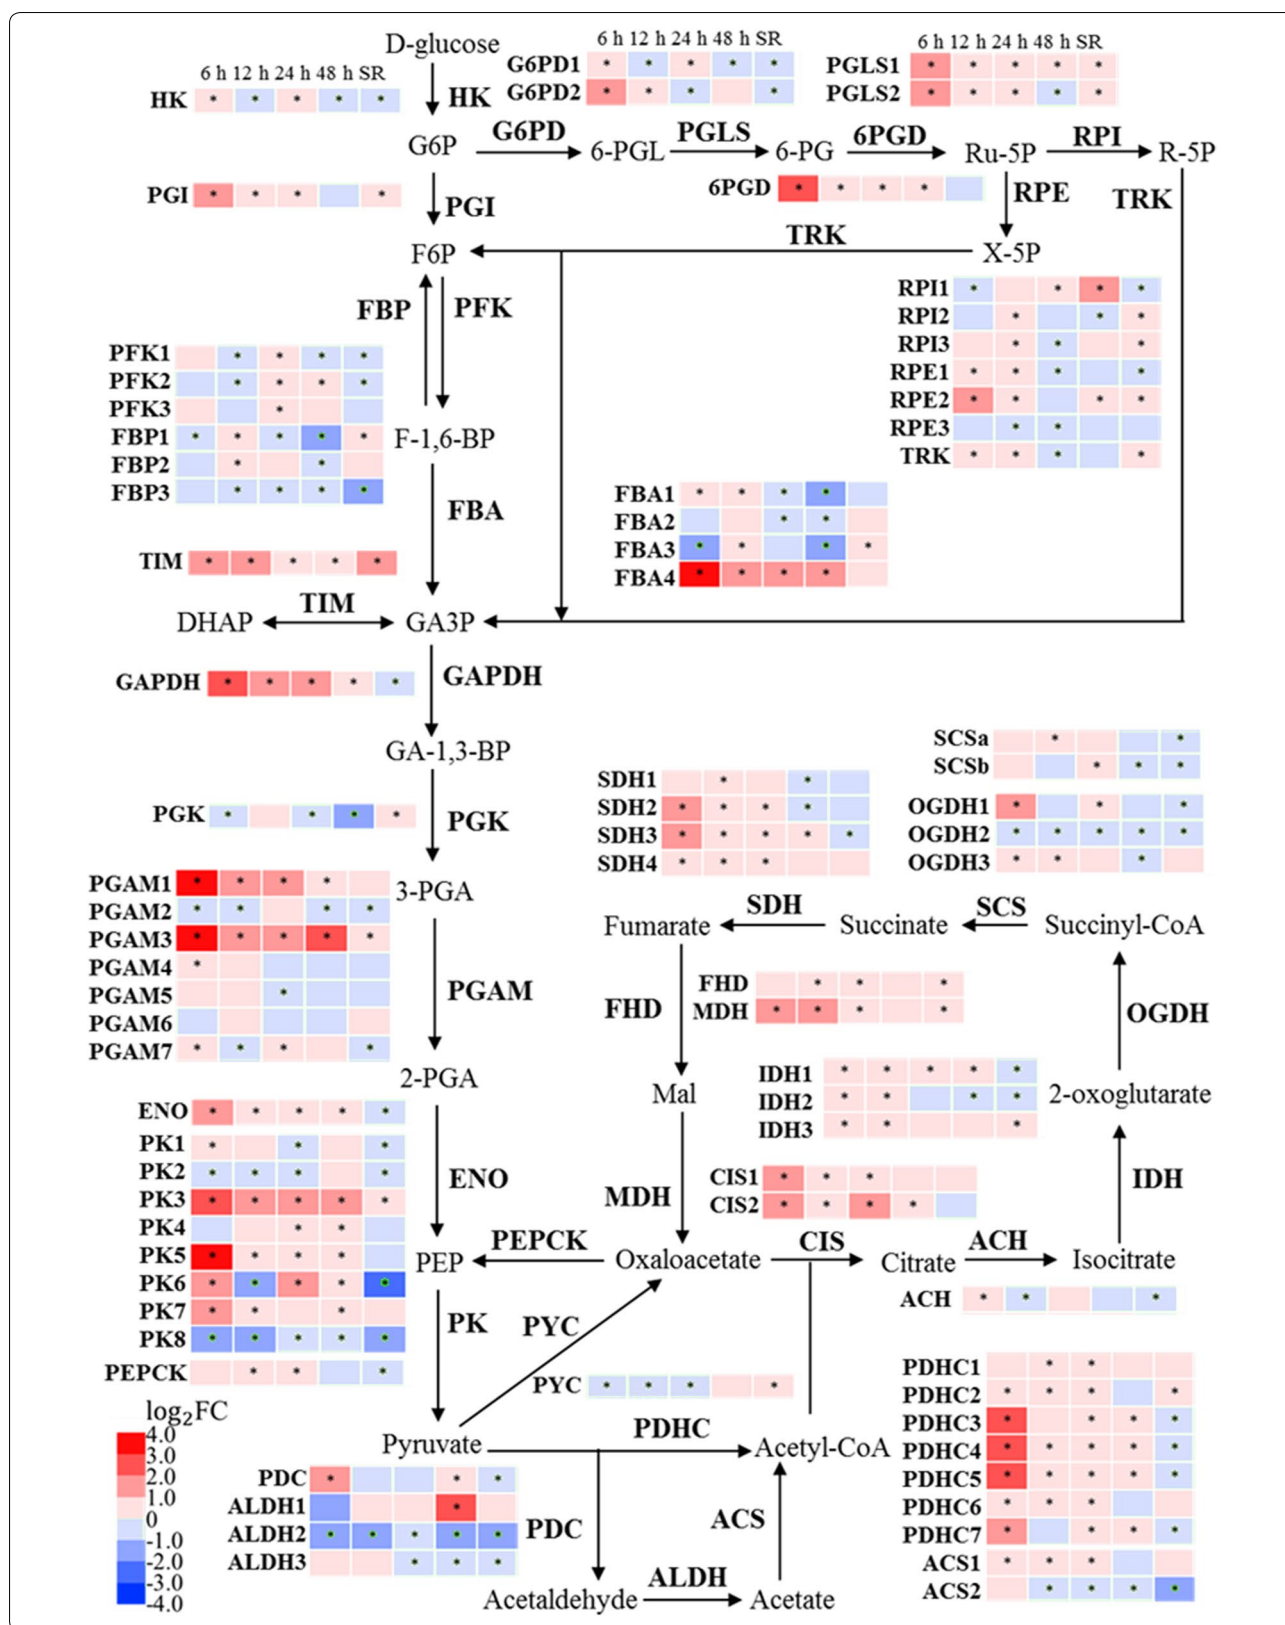 D-glucose
6 h 12 h 24 h 48 h SR
HK * * * * *
HK
6 h 12 h 24 h 48 h SR
G6PD1 * * * * *
G6PD2 * * * *
6 h 12 h 24 h 48 h SR
PGLS1 * * * * *
PGLS2 * * * * *
G6P G6PD 6-PGL PGLS 6-PG 6PGD Ru-5P RPI R-5P
PGI * * * *
PGI
6PGD * * * *
RPE TRK
F6P TRK X-5P
FBP PFK
RPI1 * * * *
RPI2 * * *
RPI3 * * *
RPE1 * * * *
RPE2 * * * *
RPE3 * *
TRK * * * *
PFK1 * * * *
PFK2 * * * *
PFK3 *
FBP1 * * * * *
FBP2 * *
FBP3 * * * *
F-1,6-BP
FBA
FBA1 * * * *
FBA2 * *
FBA3 * * * *
FBA4 * * * *
TIM * * * * *
DHAP TIM GA3P
GAPDH * * * * *
GAPDH
GA-1,3-BP
PGK * * * *
PGK
SCSa * *
SCSb * * *
SDH1 * *
SDH2 * * * *
SDH3 * * * * *
SDH4 * * *
OGDH1 * * *
OGDH2 * * * * *
OGDH3 * * *
PGAM1 * * * *
PGAM2 * * * *
PGAM3 * * * * *
PGAM4 *
PGAM5 *
PGAM6
PGAM7 * * * *
3-PGA
PGAM
Fumarate SDH Succinate SCS Succinyl-CoA
FHD
FHD * * *
MDH * * * *
OGDH
2-PGA
Mal
IDH1 * * * * *
IDH2 * * * *
IDH3 * * *
2-oxoglutarate
ENO * * * * *
PK1 * * *
PK2 * * * *
PK3 * * * * *
PK4 * *
PK5 * * * *
PK6 * * * * *
PK7 * * *
PK8 * * * * *
PEPCK * * *
ENO
MDH
CIS1 * * *
CIS2 * * * *
IDH
PEP PEPCK Oxaloacetate CIS Citrate ACH Isocitrate
ACH * * *
PK PYC
PYC * * * *
PDHC1 * *
PDHC2 * * * *
PDHC3 * * * *
PDHC4 * * * * *
PDHC5 * * * * *
PDHC6 * * *
PDHC7 * * * *
ACS1 * * *
ACS2 * * * *
log₂FC
4.0
3.0
2.0
1.0
0
-1.0
-2.0
-3.0
-4.0
Pyruvate PDHC Acetyl-CoA
PDC * * *
ALDH1 *
ALDH2 * * * * *
ALDH3 * * *
PDC ACS
Acetaldehyde ALDH Acetate